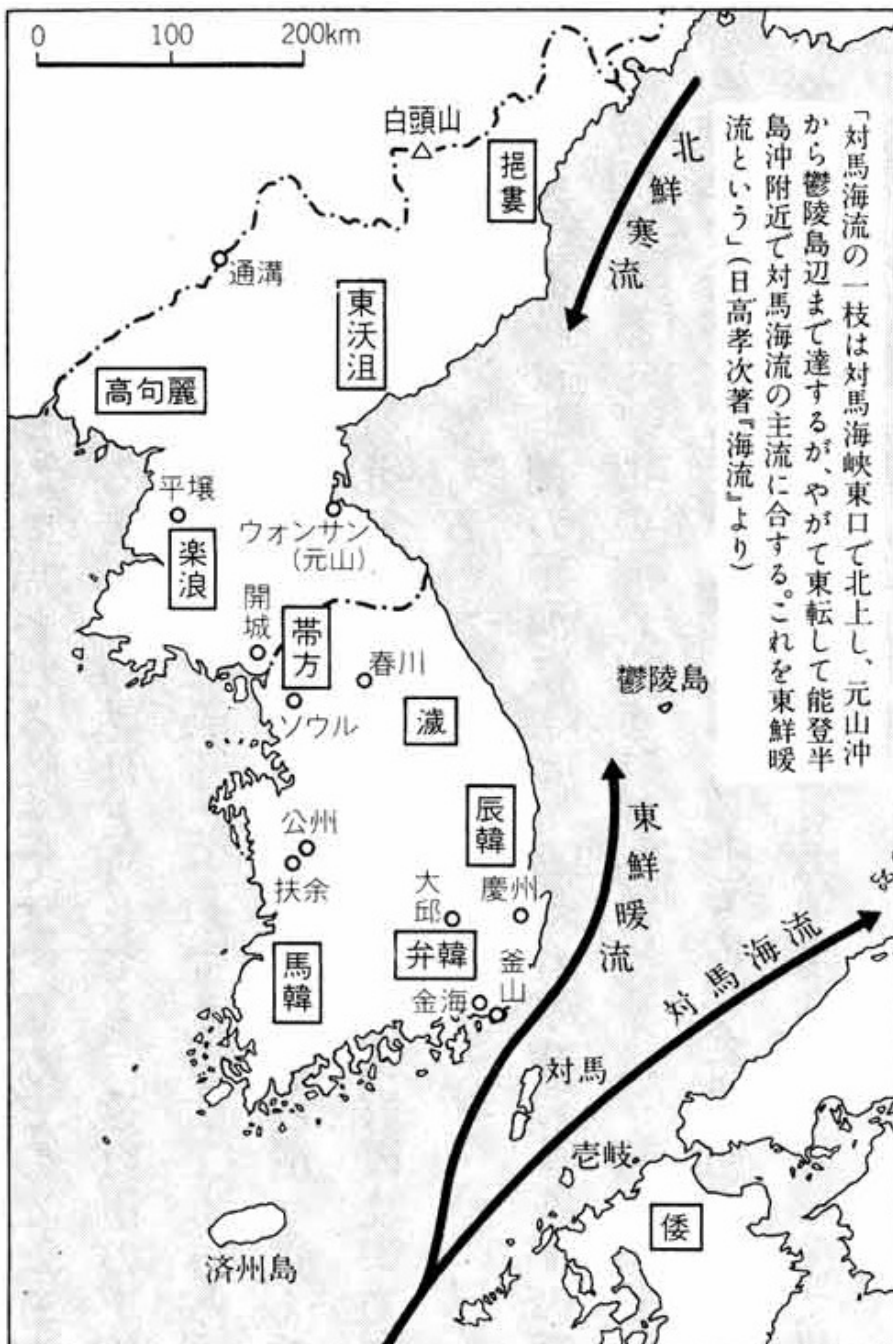 0 100 200km
「対馬海流の一枝は対馬海峡東口で北上し、元山沖
から鬱陵島辺まで達するが、やがて東転して能登半
島沖附近で対馬海流の主流に合する。これを東鮮暖
流という」（日高孝次著『海流』より）
白頭山
挹婁
北鮮寒流
通溝
東沃沮
高句麗
平壌
ウォンサン
(元山)
楽浪
開城
帯方
春川
ソウル
濊
鬱陵島
辰韓
東鮮暖流
公州
扶余
大邱
慶州
対馬海流
弁韓
馬韓
釜山
金海
対馬
壱岐
倭
済州島